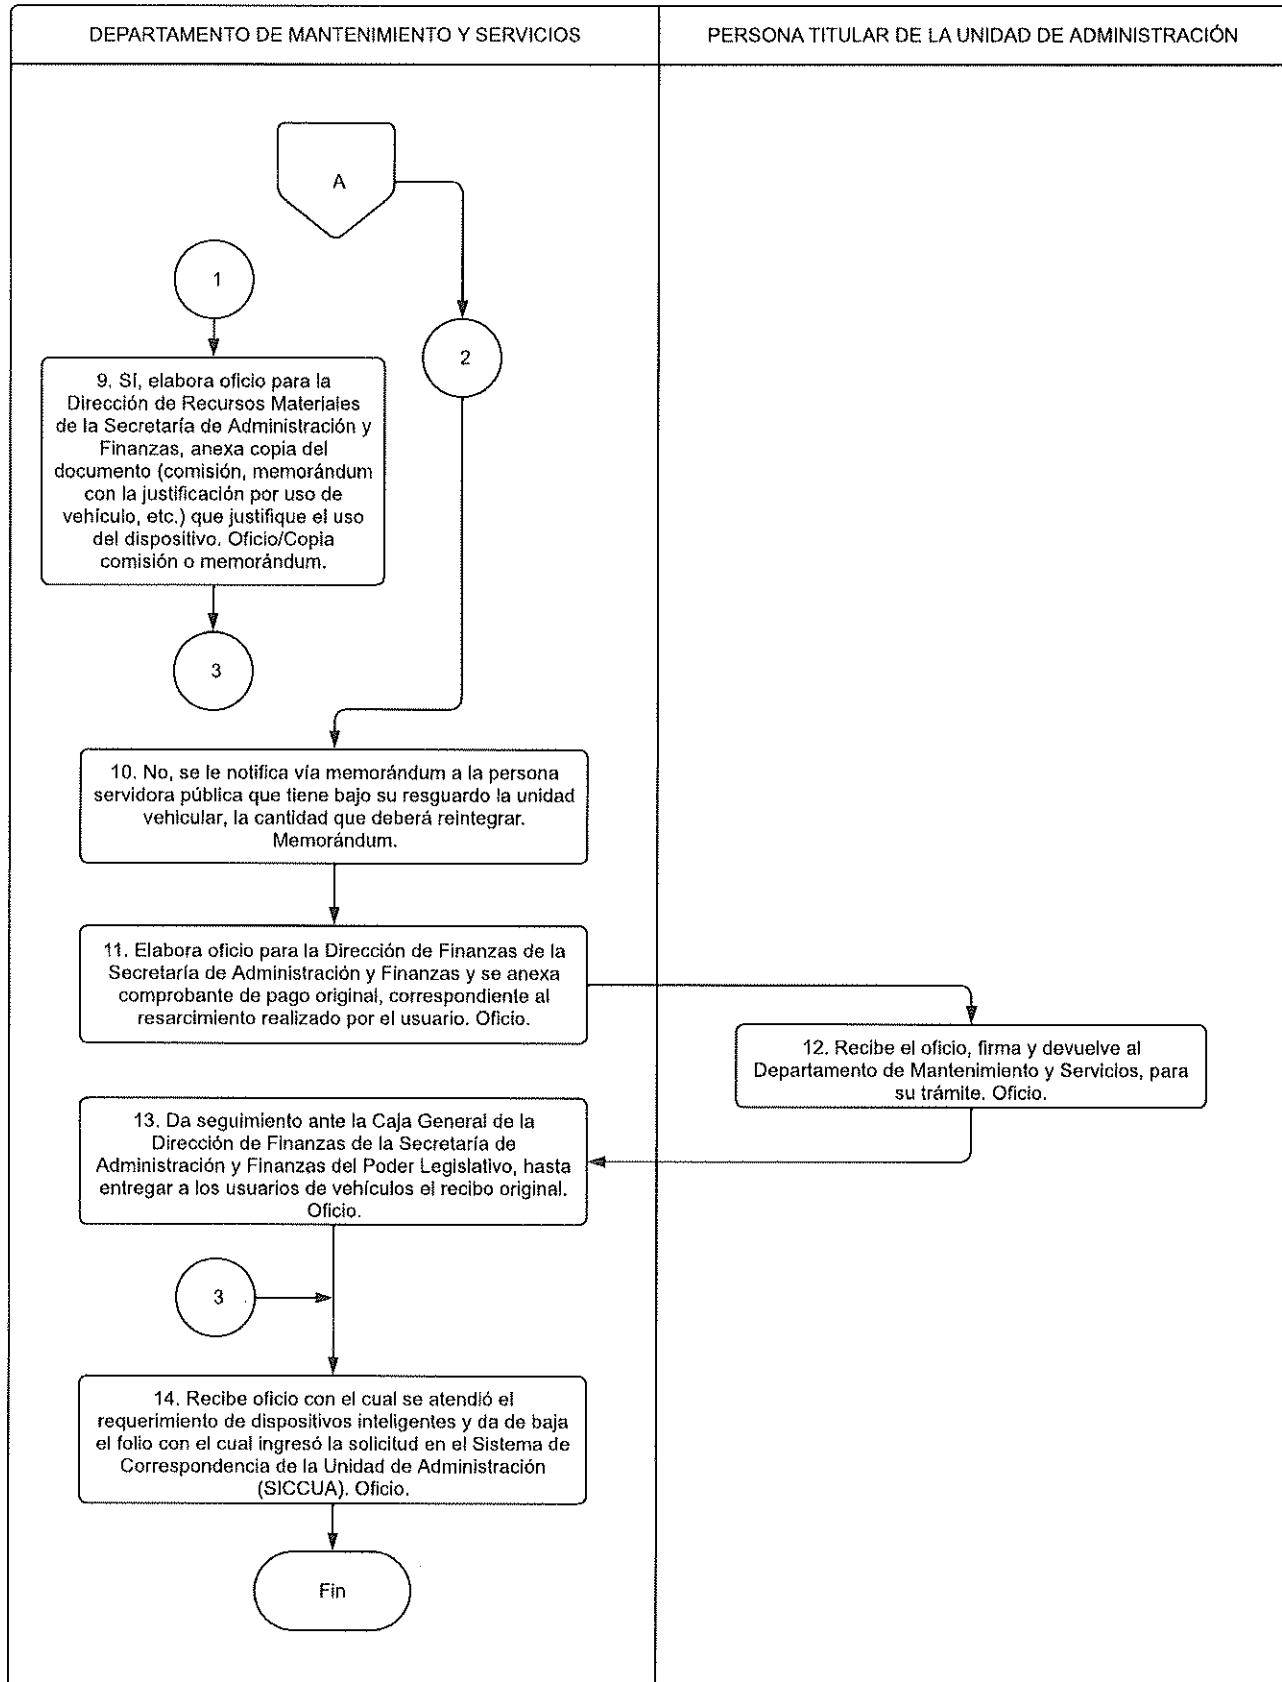 DEPARTAMENTO DE MANTENIMIENTO Y SERVICIOS
PERSONA TITULAR DE LA UNIDAD DE ADMINISTRACIÓN
A
1
2
9. Sí, elabora oficio para la
Dirección de Recursos Materiales
de la Secretaría de Administración y
Finanzas, anexa copia del
documento (comisión, memorándum
con la justificación por uso de
vehículo, etc.) que justifique el uso
del dispositivo. Oficio/Copia
comisión o memorándum.
3
10. No, se le notifica vía memorándum a la persona
servidora pública que tiene bajo su resguardo la unidad
vehicular, la cantidad que deberá reintegrar.
Memorándum.
11. Elabora oficio para la Dirección de Finanzas de la
Secretaría de Administración y Finanzas y se anexa
comprobante de pago original, correspondiente al
resarcimiento realizado por el usuario. Oficio.
12. Recibe el oficio, firma y devuelve al
Departamento de Mantenimiento y Servicios, para
su trámite. Oficio.
13. Da seguimiento ante la Caja General de la
Dirección de Finanzas de la Secretaría de
Administración y Finanzas del Poder Legislativo, hasta
entregar a los usuarios de vehículos el recibo original.
Oficio.
3
14. Recibe oficio con el cual se atendió el
requerimiento de dispositivos inteligentes y da de baja
el folio con el cual ingresó la solicitud en el Sistema de
Correspondencia de la Unidad de Administración
(SICCUA). Oficio.
Fin